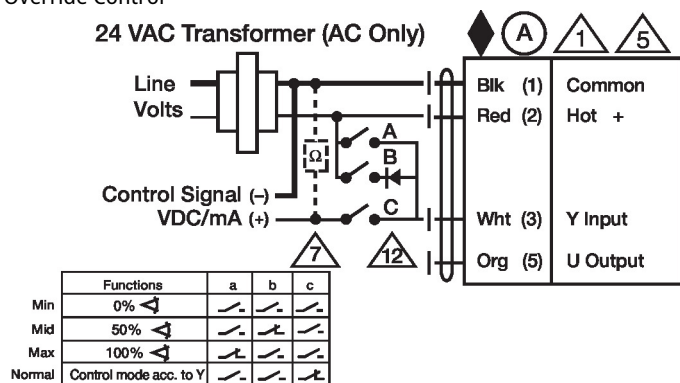 Override Control
24 VAC Transformer (AC Only)
A
1
5
Line
Volts
Blk (1) Common
Red (2) Hot +
A
B
Ω
Control Signal (–)
VDC/mA (+)
C
Wht (3) Y Input
7
12
Org (5) U Output
Functions a b c
Min 0%
Mid 50%
Max 100%
Normal Control mode acc. to Y